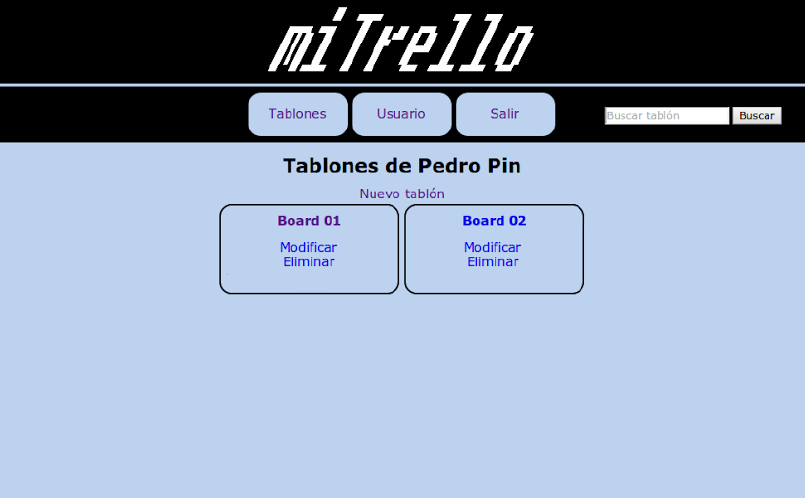 miTrello
Tablones Usuario Salir Buscar tablón Buscar
Tablones de Pedro Pin
Nuevo tablón
Board 01 Board 02
Modificar Modificar
Eliminar Eliminar